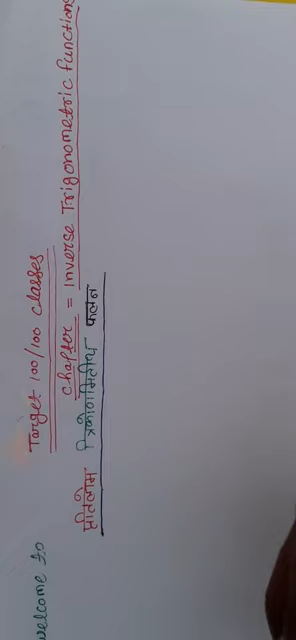 welcome to
Target 100/100 classes
chapter = Inverse Trigonometric functions
प्रतिलोम त्रिकोणमितीय फलन